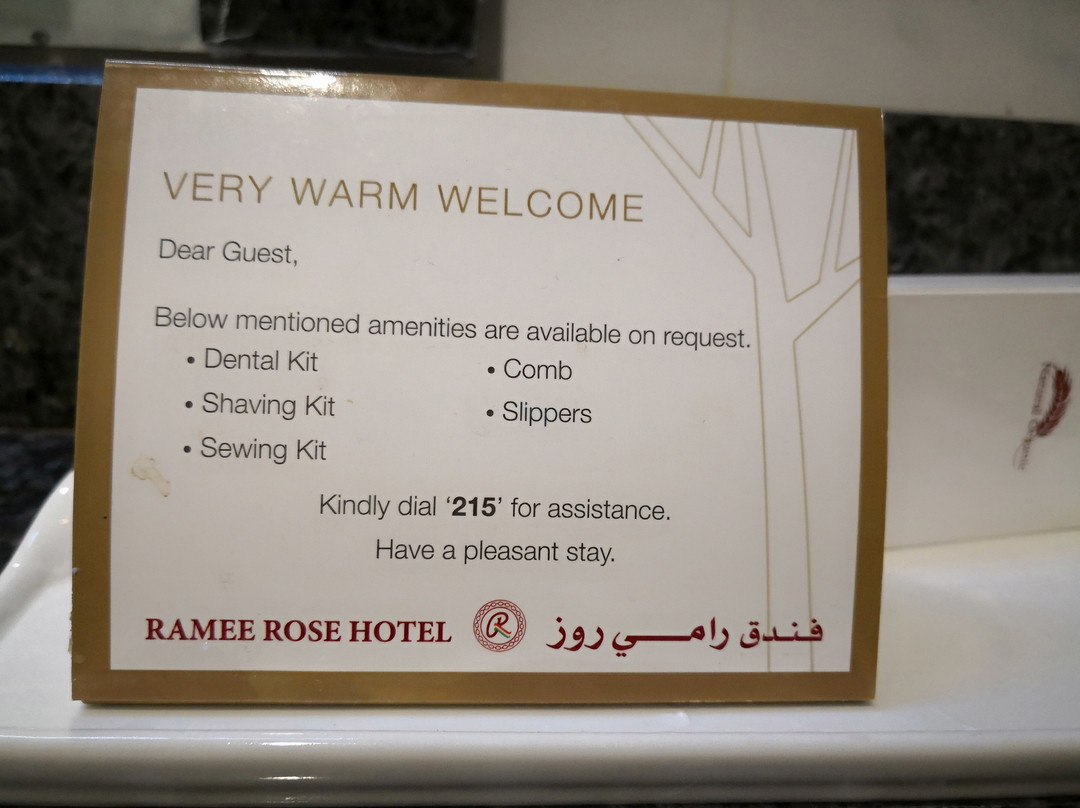 VERY WARM WELCOME
Dear Guest,
Below mentioned amenities are available on request.
• Dental Kit
• Shaving Kit
• Sewing Kit
• Comb
• Slippers
Kindly dial ‘215’ for assistance.
Have a pleasant stay.
RAMEE ROSE HOTEL
R
فندق رامي روز